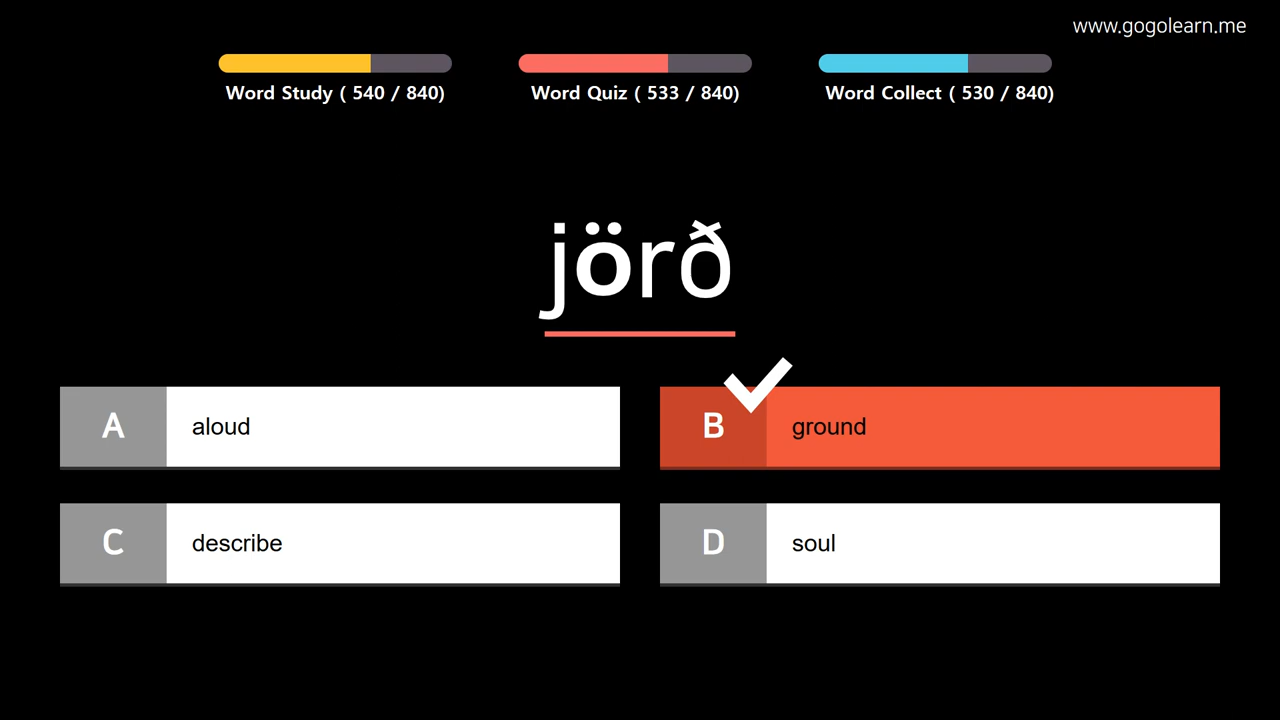 www.gogolearn.me
Word Study ( 540 / 840)
Word Quiz ( 533 / 840)
Word Collect ( 530 / 840)
jörð
A aloud
B ground
C describe
D soul